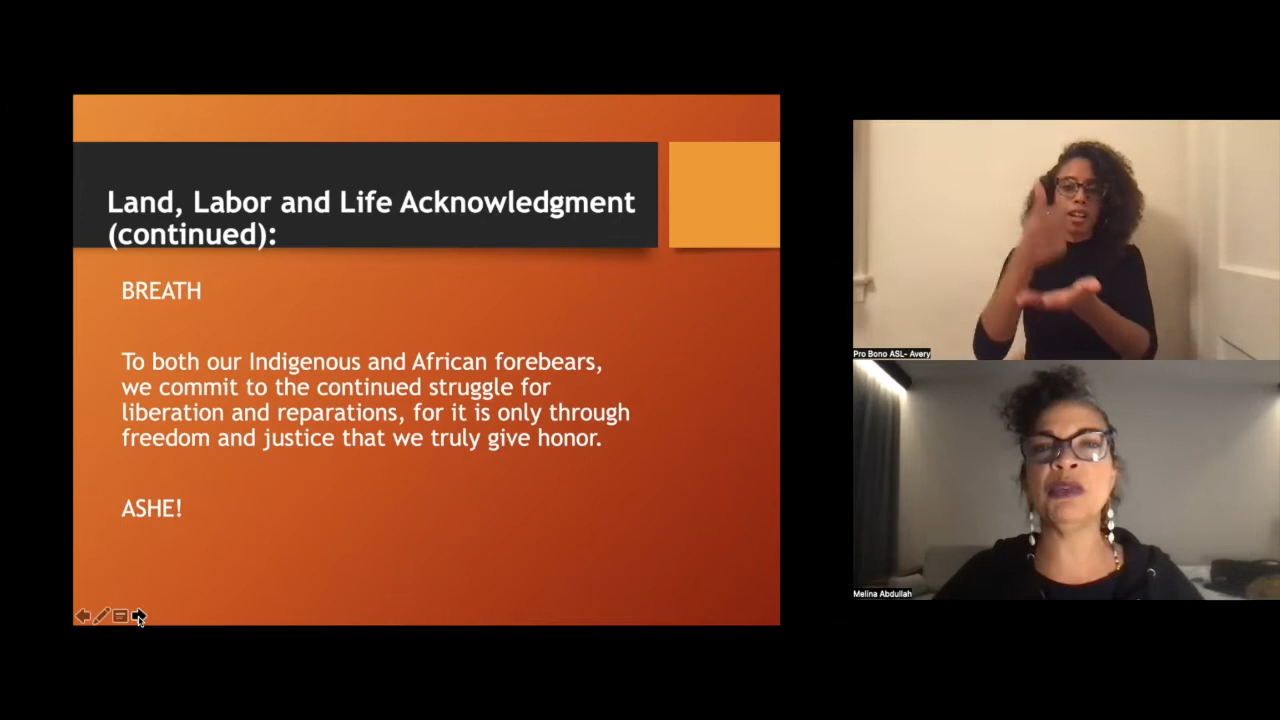 Land, Labor and Life Acknowledgment
(continued):
BREATH
To both our Indigenous and African forebears,
we commit to the continued struggle for
liberation and reparations, for it is only through
freedom and justice that we truly give honor.
ASHE!
Pro Bono ASL- Avery
Melina Abdullah